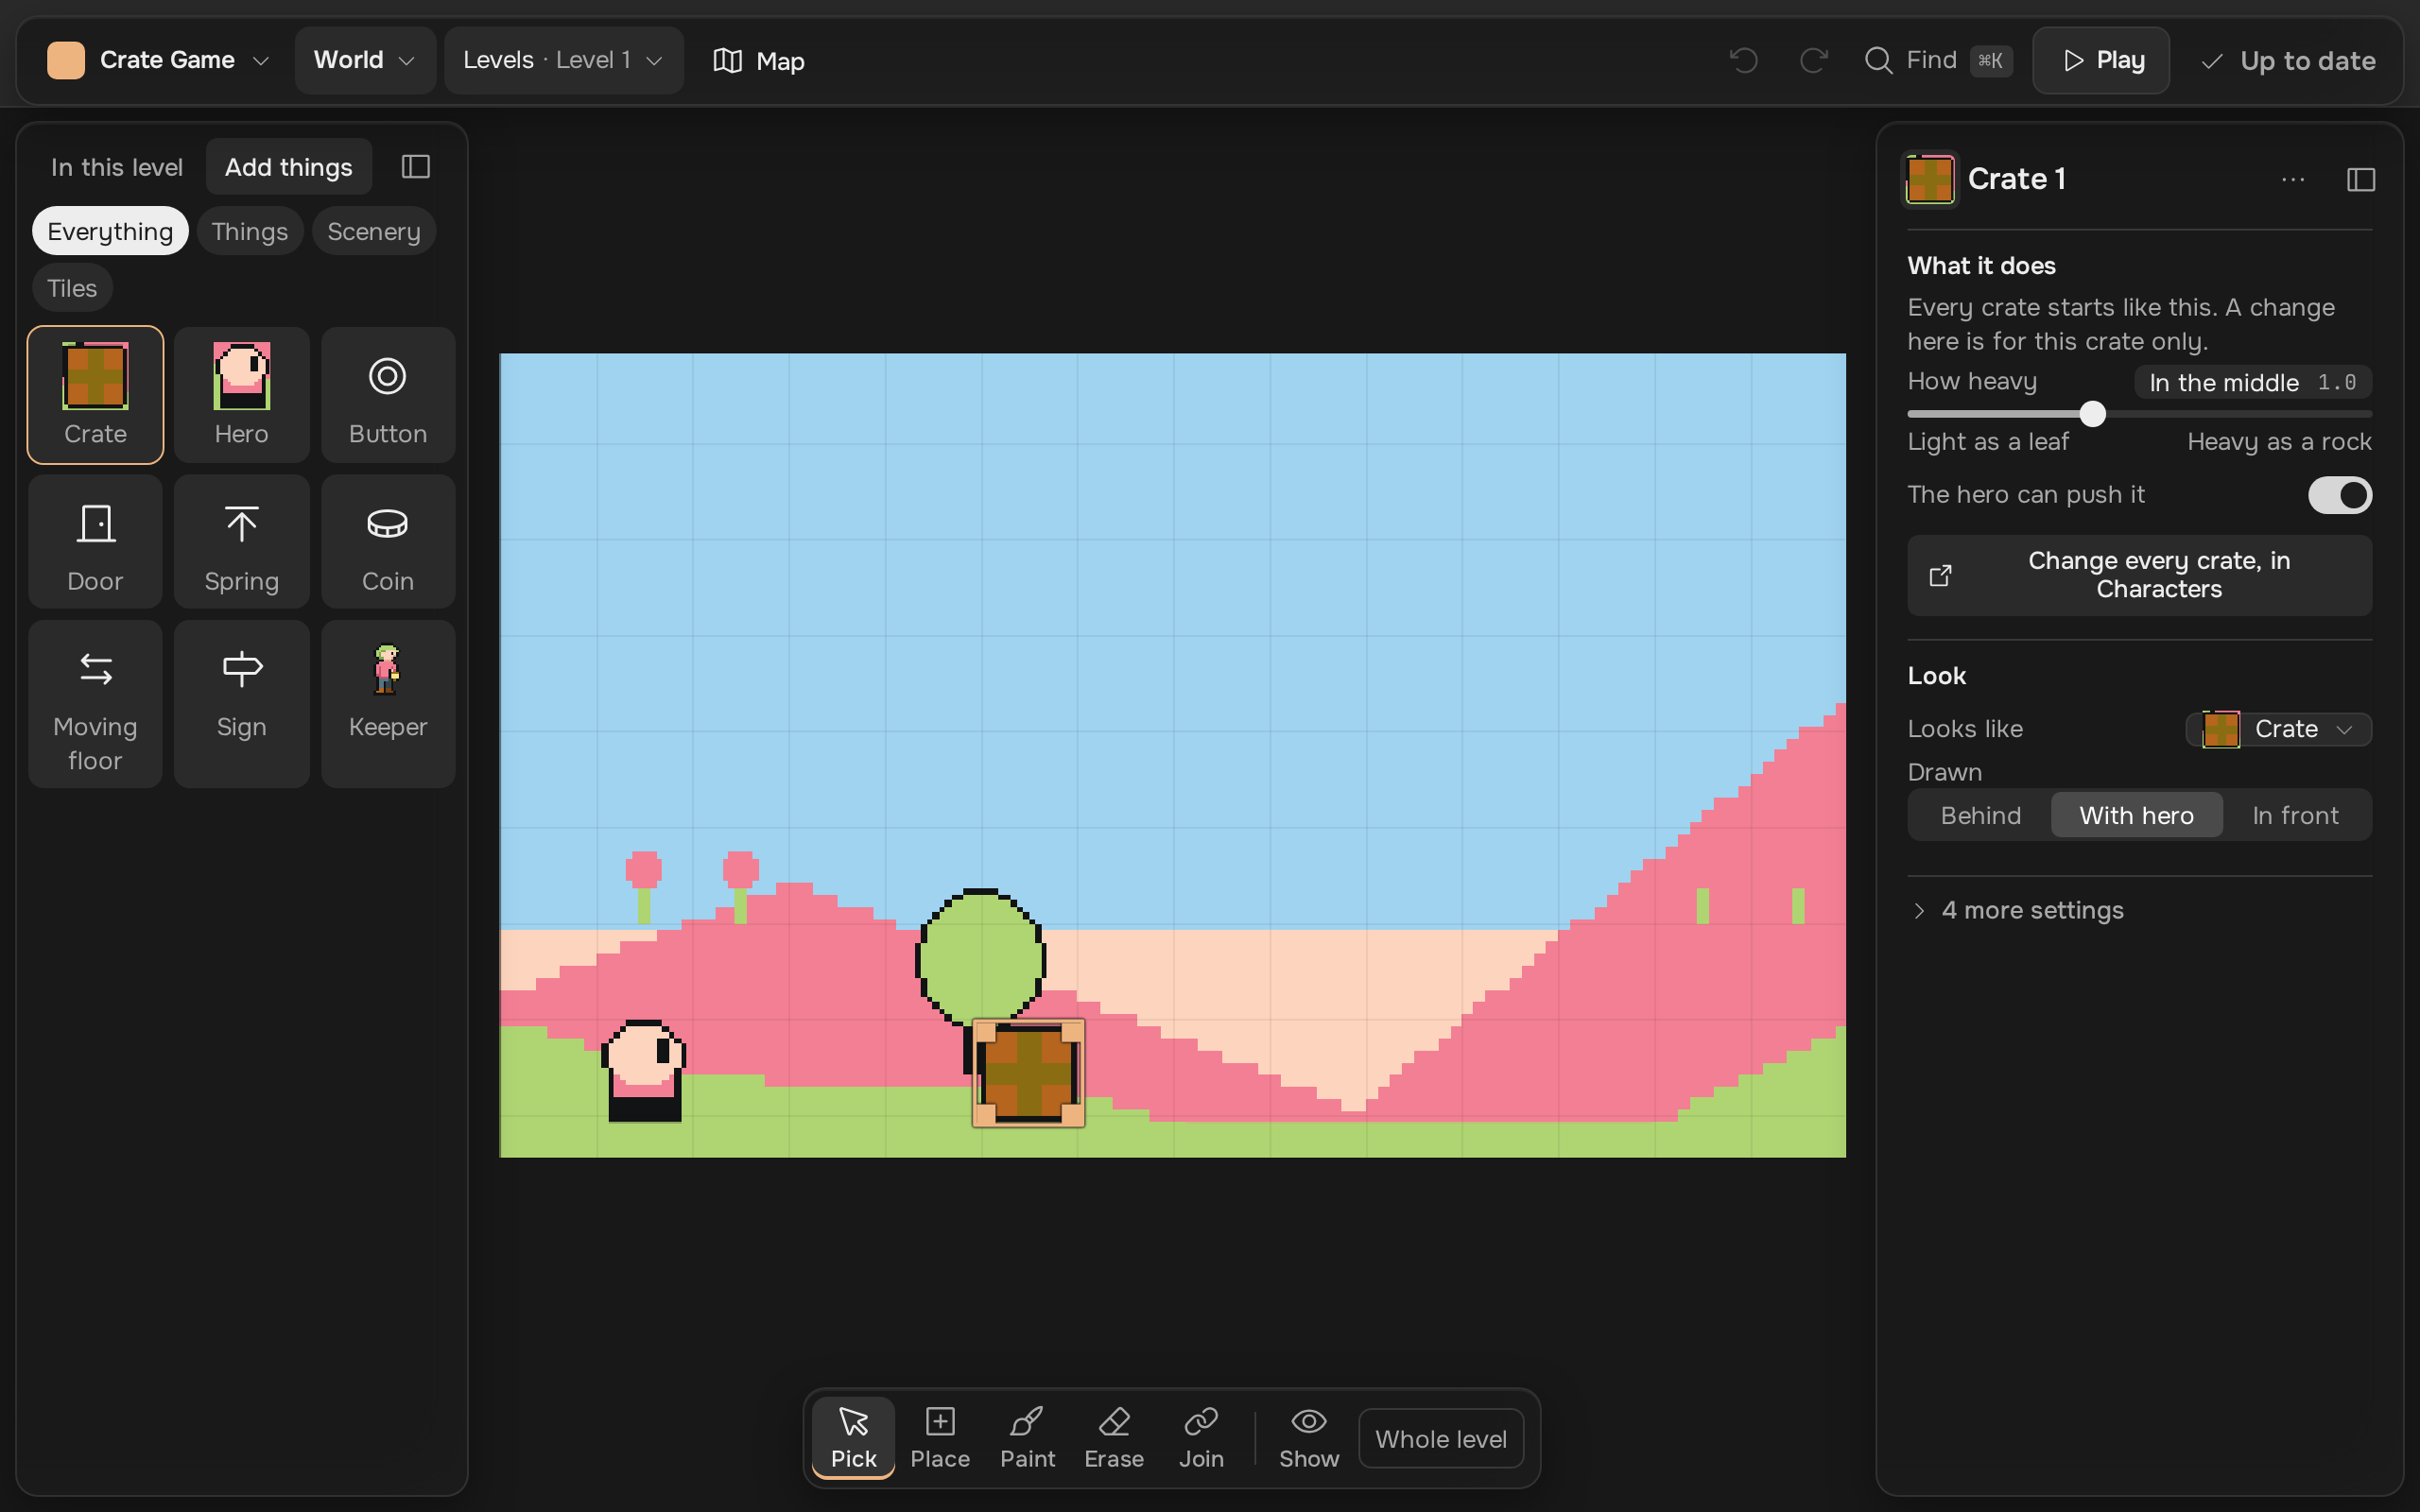 Crate Game
World
Levels · Level 1
Map
Find ⌘K
Play
Up to date
In this level
Add things
Everything
Things
Scenery
Tiles
Crate
Hero
Button
Door
Spring
Coin
Moving
floor
Sign
Keeper
Pick
Place
Paint
Erase
Join
Show
Whole level
Crate 1
What it does
Every crate starts like this. A change
here is for this crate only.
How heavy
In the middle 1.0
Light as a leaf
Heavy as a rock
The hero can push it
Change every crate, in
Characters
Look
Looks like
Crate
Drawn
Behind
With hero
In front
4 more settings